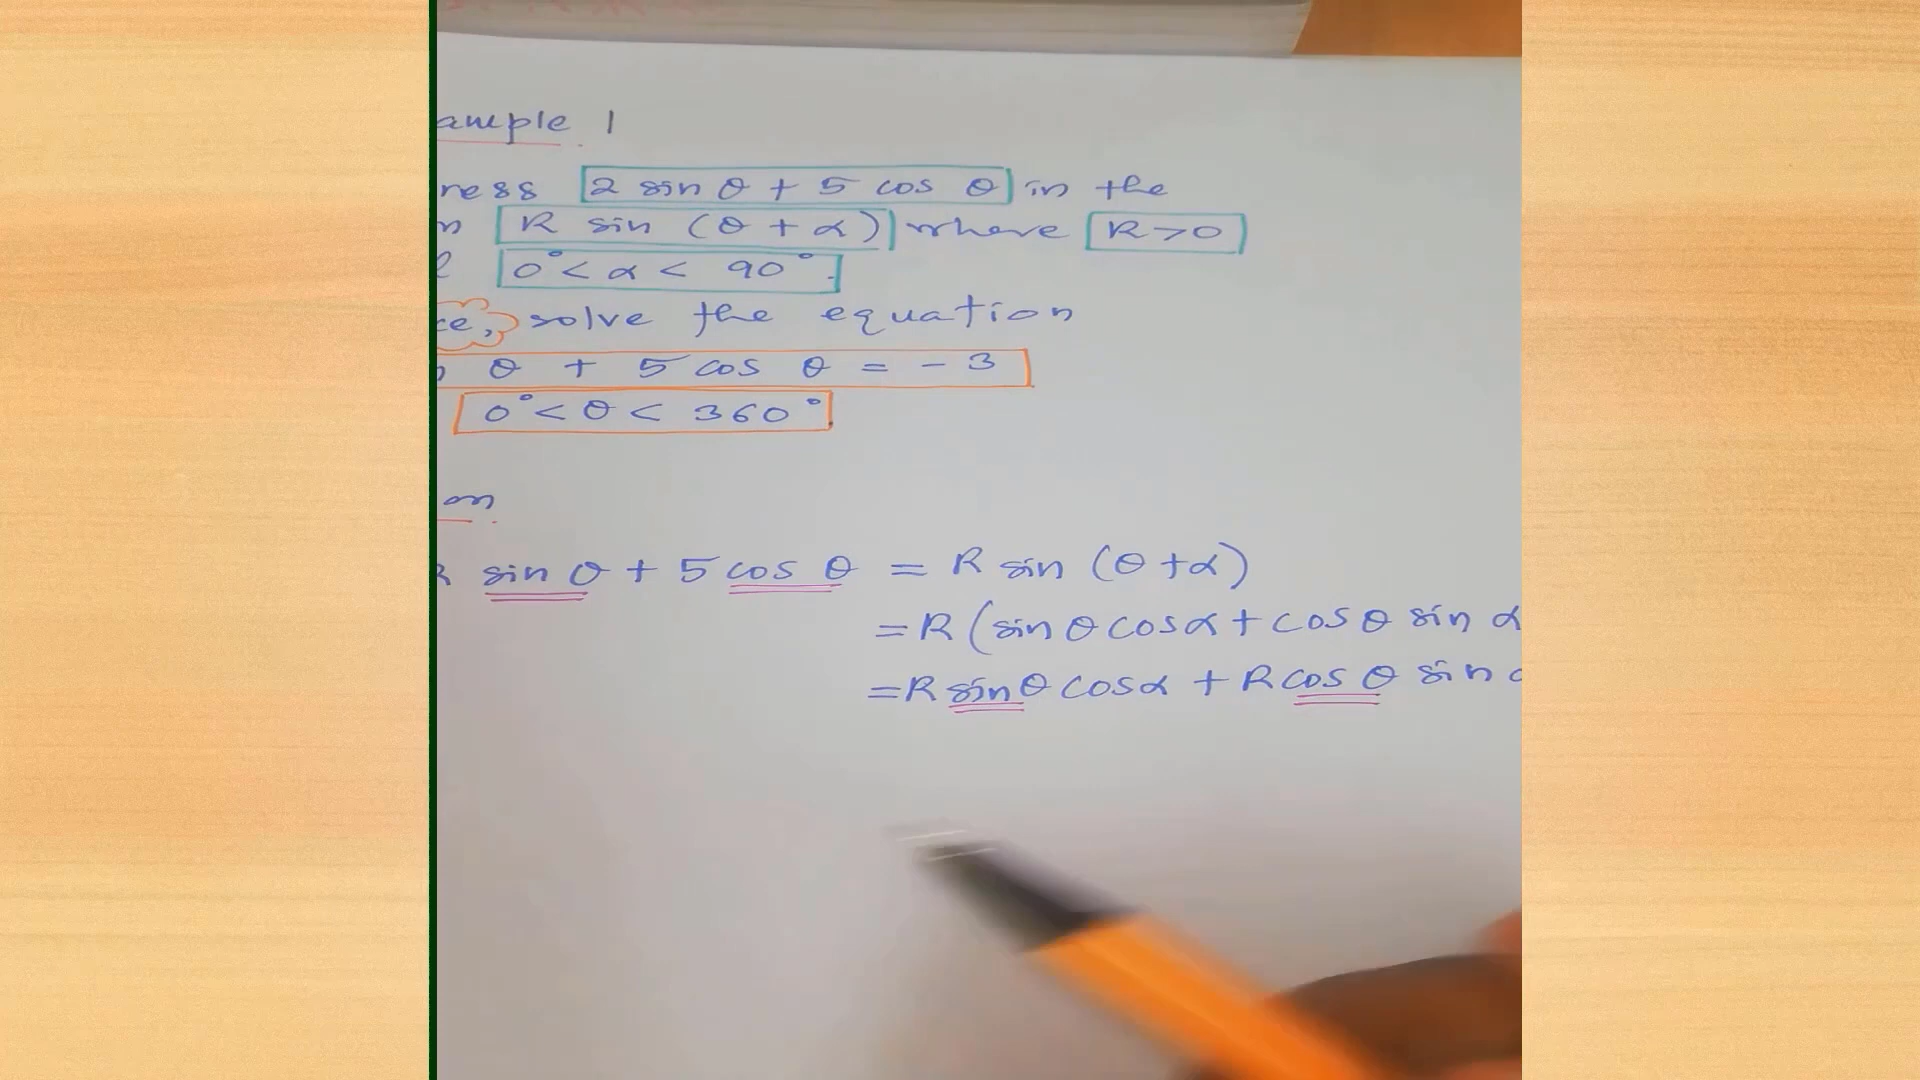 ample 1
ress 2 sin θ + 5 cos θ in the
R sin (θ + α) where R>0
0° < α < 90°.
ce, solve the equation
θ + 5 cos θ = - 3
0° < θ < 360°
on
sin θ + 5 cos θ = R sin (θ + α)
= R (sin θ cos α + cos θ sin α
= R sin θ cos α + R cos θ sin